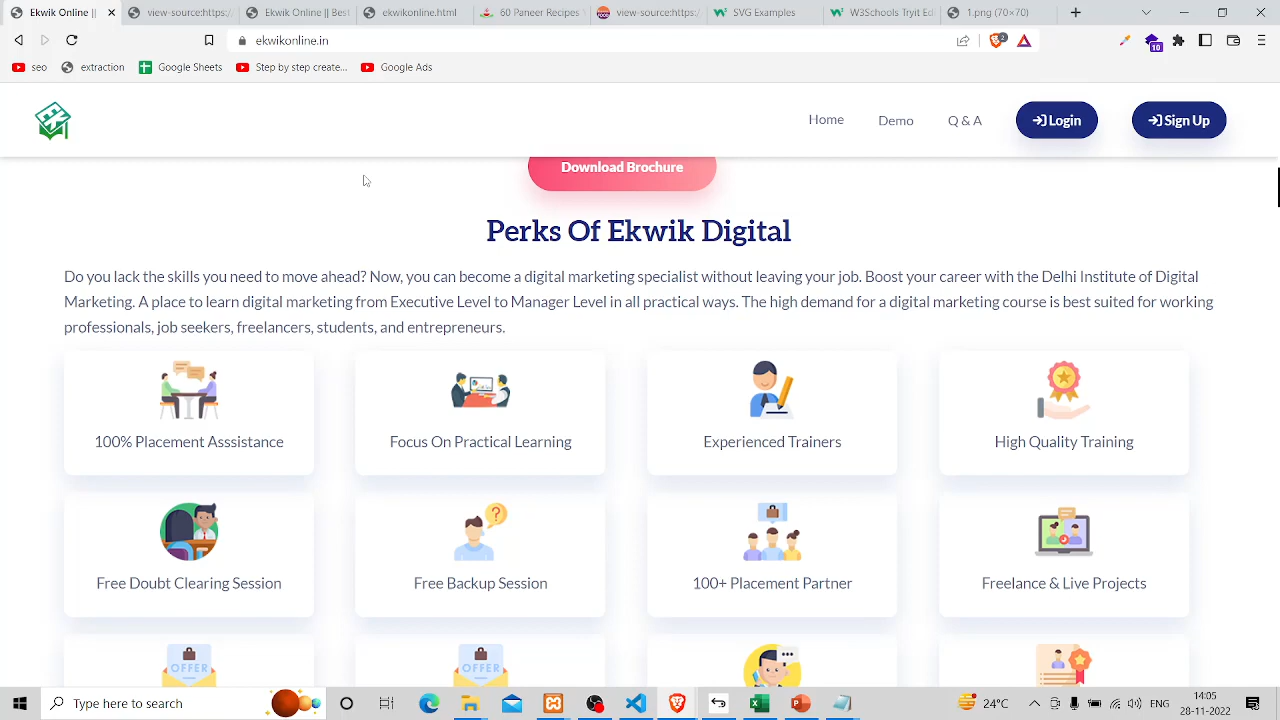 Ekwik Online ||
view-source:https:/
Ekwik Online || Best
ekwikonline.html
60 Paneer Recipes
view-source:https:/
SVG Examples
W3Schools Tryit Edi
1.png (70×70)
ekwikonline.in
2
10
seo
extraction
Google Sheets
Step by step create...
Google Ads
EK
Home
Demo
Q & A
Login
Sign Up
Download Brochure
Perks Of Ekwik Digital
Do you lack the skills you need to move ahead? Now, you can become a digital marketing specialist without leaving your job. Boost your career with the Delhi Institute of Digital
Marketing. A place to learn digital marketing from Executive Level to Manager Level in all practical ways. The high demand for a digital marketing course is best suited for working
professionals, job seekers, freelancers, students, and entrepreneurs.
100% Placement Asssistance
Focus On Practical Learning
Experienced Trainers
High Quality Training
Free Doubt Clearing Session
Free Backup Session
100+ Placement Partner
Freelance & Live Projects
OFFER
OFFER
Type here to search
24°C
ENG
14:05
28-11-2022